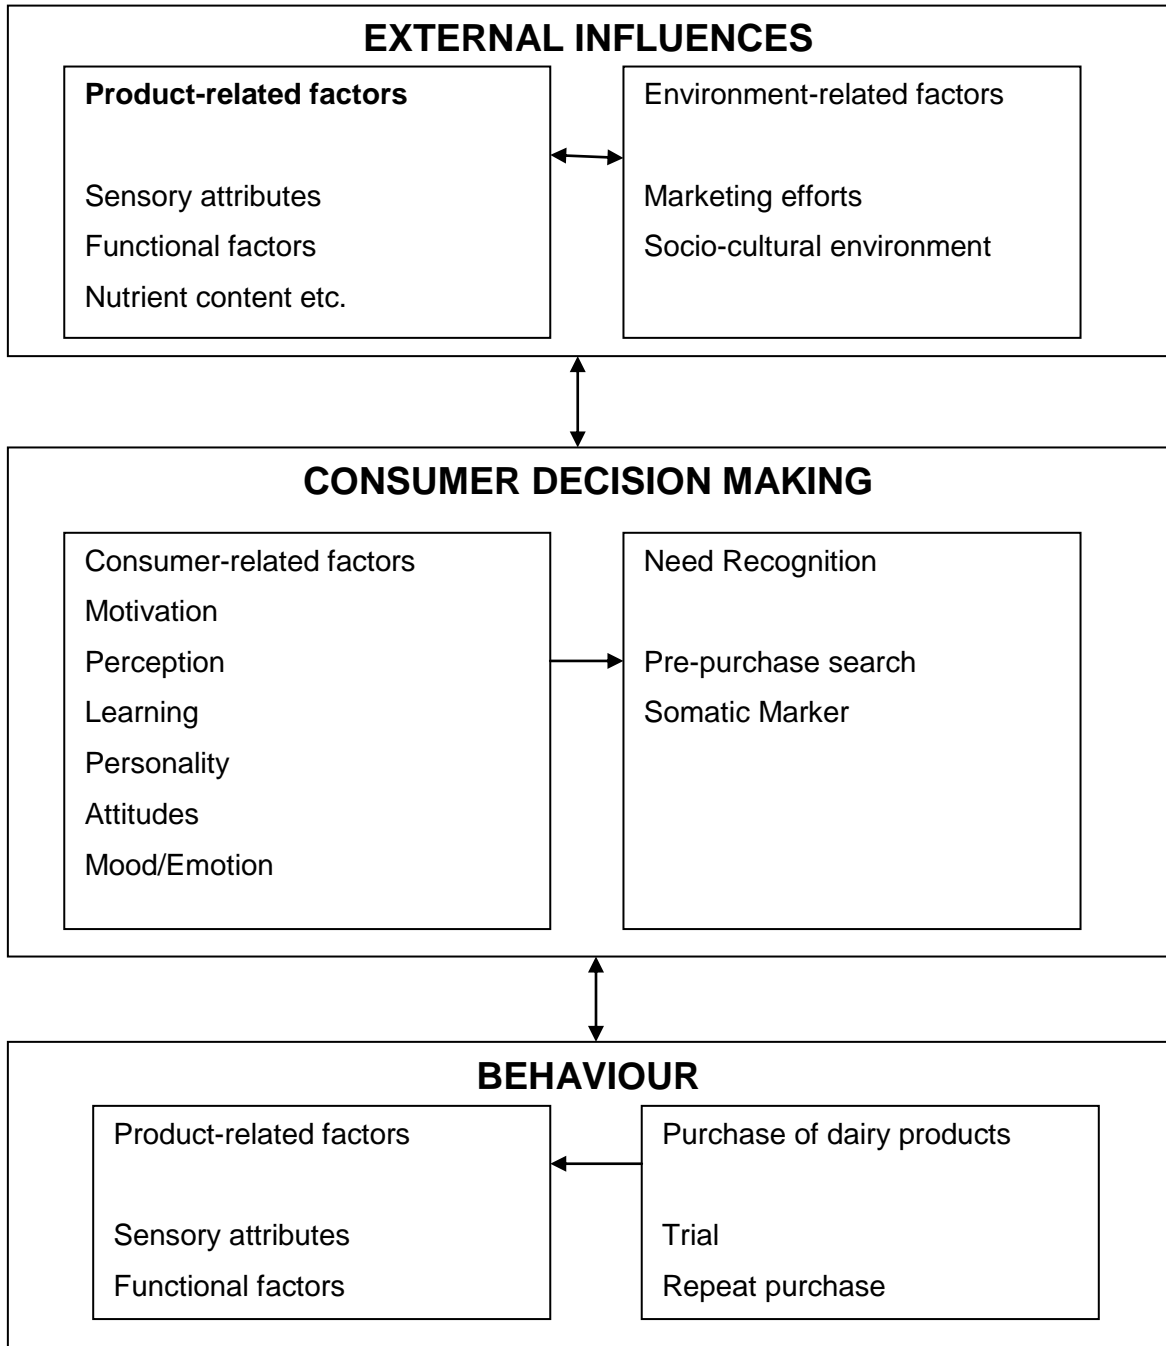 EXTERNAL INFLUENCES
Product-related factors
Sensory attributes
Functional factors
Nutrient content etc.
Environment-related factors
Marketing efforts
Socio-cultural environment
CONSUMER DECISION MAKING
Consumer-related factors
Motivation
Perception
Learning
Personality
Attitudes
Mood/Emotion
Need Recognition
Pre-purchase search
Somatic Marker
BEHAVIOUR
Product-related factors
Sensory attributes
Functional factors
Purchase of dairy products
Trial
Repeat purchase